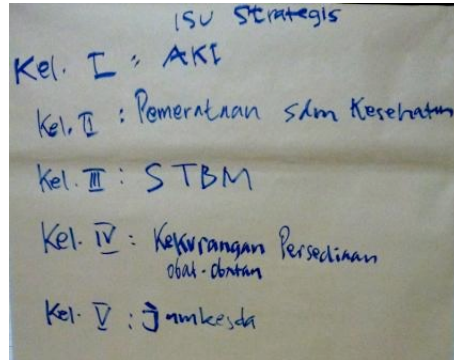 ISU Strategis
Kel. I : AKI
Kel. II : Pemerataan sdm Kesehatan
Kel. III : STBM
Kel. IV : Kekurangan Persediaan
obat-obatan
Kel. V : Jamkesda